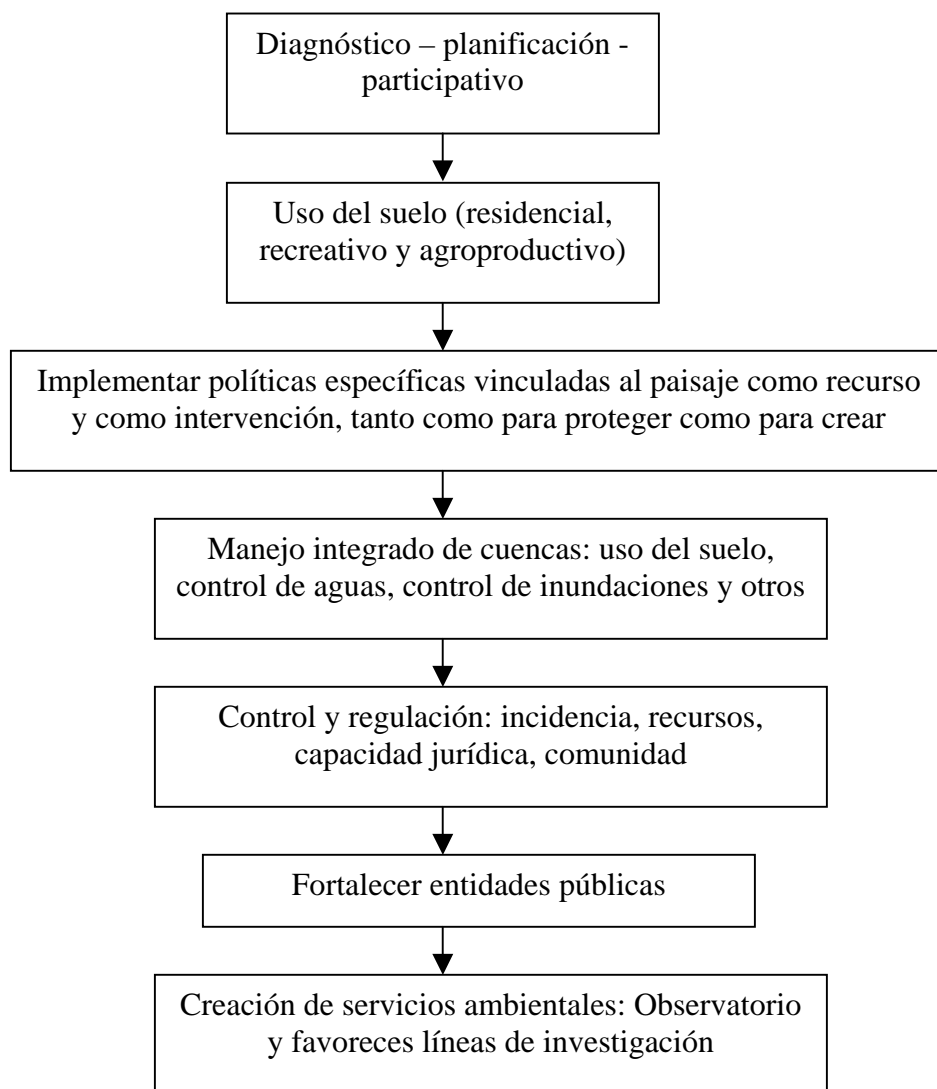 Diagnóstico – planificación -
participativo
Uso del suelo (residencial,
recreativo y agroproductivo)
Implementar políticas específicas vinculadas al paisaje como recurso
y como intervención, tanto como para proteger como para crear
Manejo integrado de cuencas: uso del suelo,
control de aguas, control de inundaciones y otros
Control y regulación: incidencia, recursos,
capacidad jurídica, comunidad
Fortalecer entidades públicas
Creación de servicios ambientales: Observatorio
y favoreces líneas de investigación